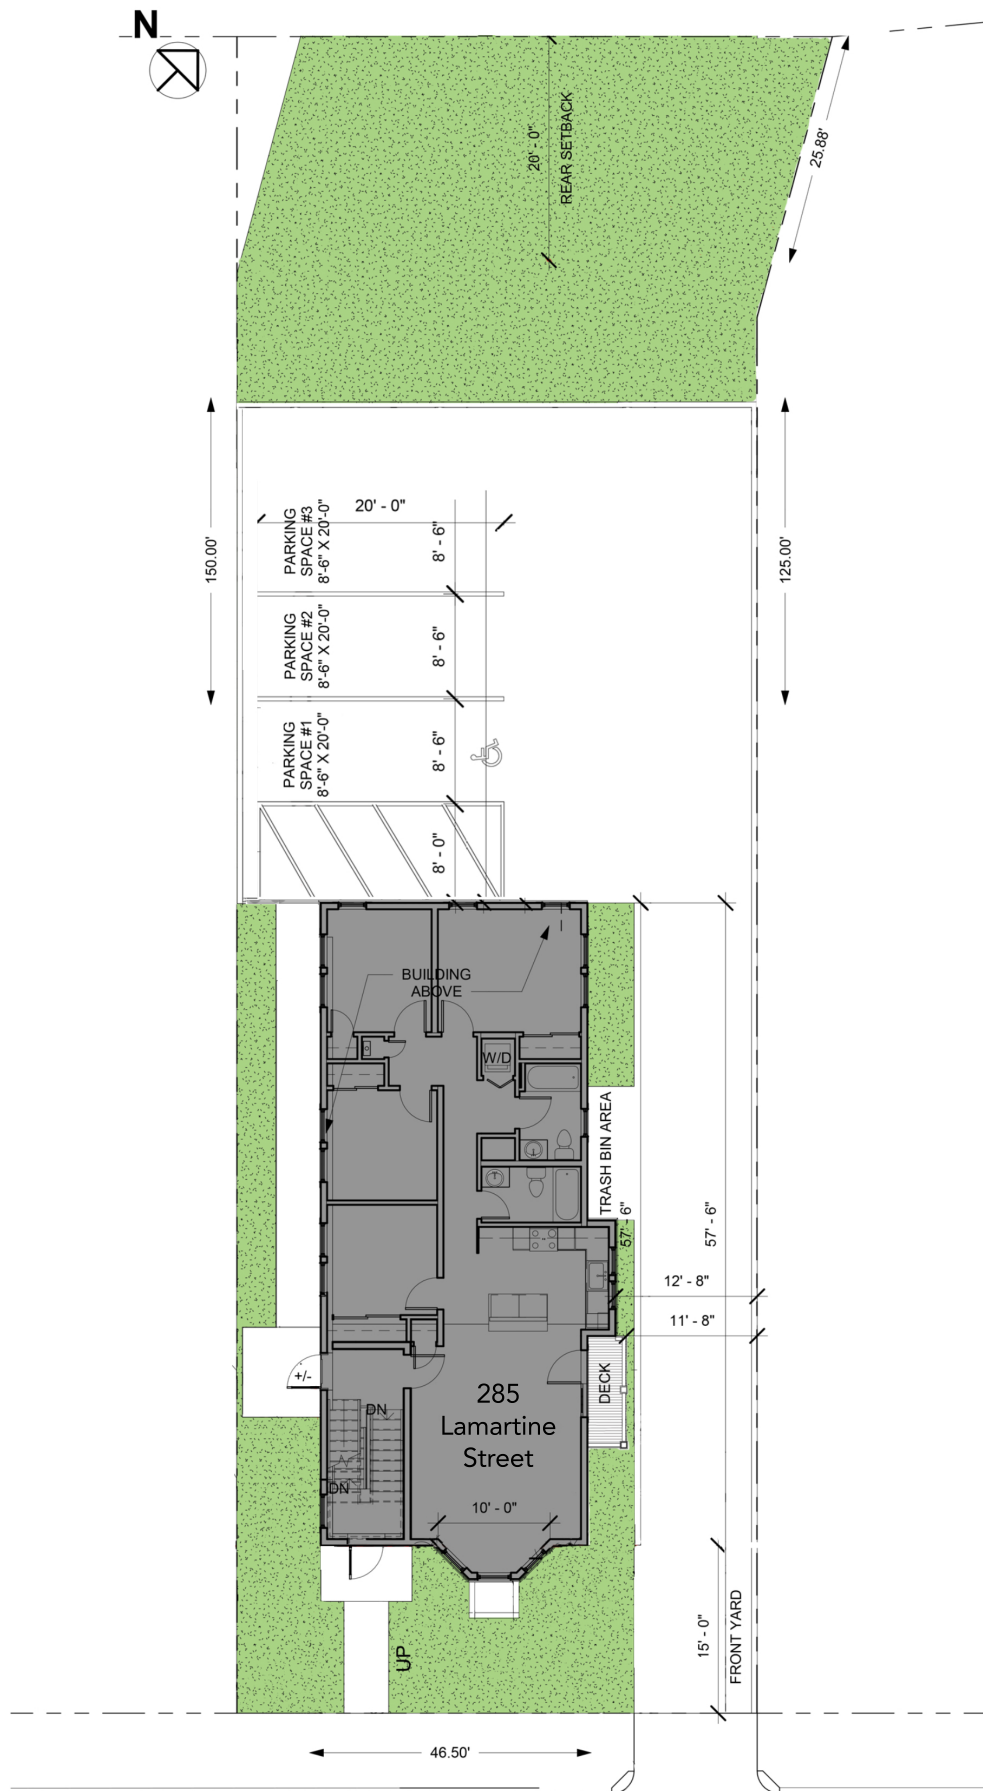 N
20' - 0"
REAR SETBACK
25.88'
150.00'
125.00'
20' - 0"
PARKING
SPACE #3
8'-6" X 20'-0"
8' - 6"
PARKING
SPACE #2
8'-6" X 20'-0"
8' - 6"
PARKING
SPACE #1
8'-6" X 20'-0"
8' - 6"
8' - 0"
BUILDING
ABOVE
W/D
TRASH BIN AREA
57' - 6"
57' - 6"
12' - 8"
11' - 8"
+/-
DECK
DN
285
Lamartine
Street
DN
10' - 0"
UP
15' - 0"
FRONT YARD
46.50'